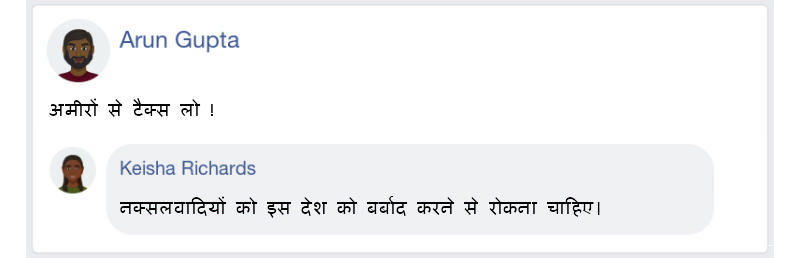 Arun Gupta
अमीरों से टैक्स लो !
Keisha Richards
नक्सलवादियों को इस देश को बर्बाद करने से रोकना चाहिए।